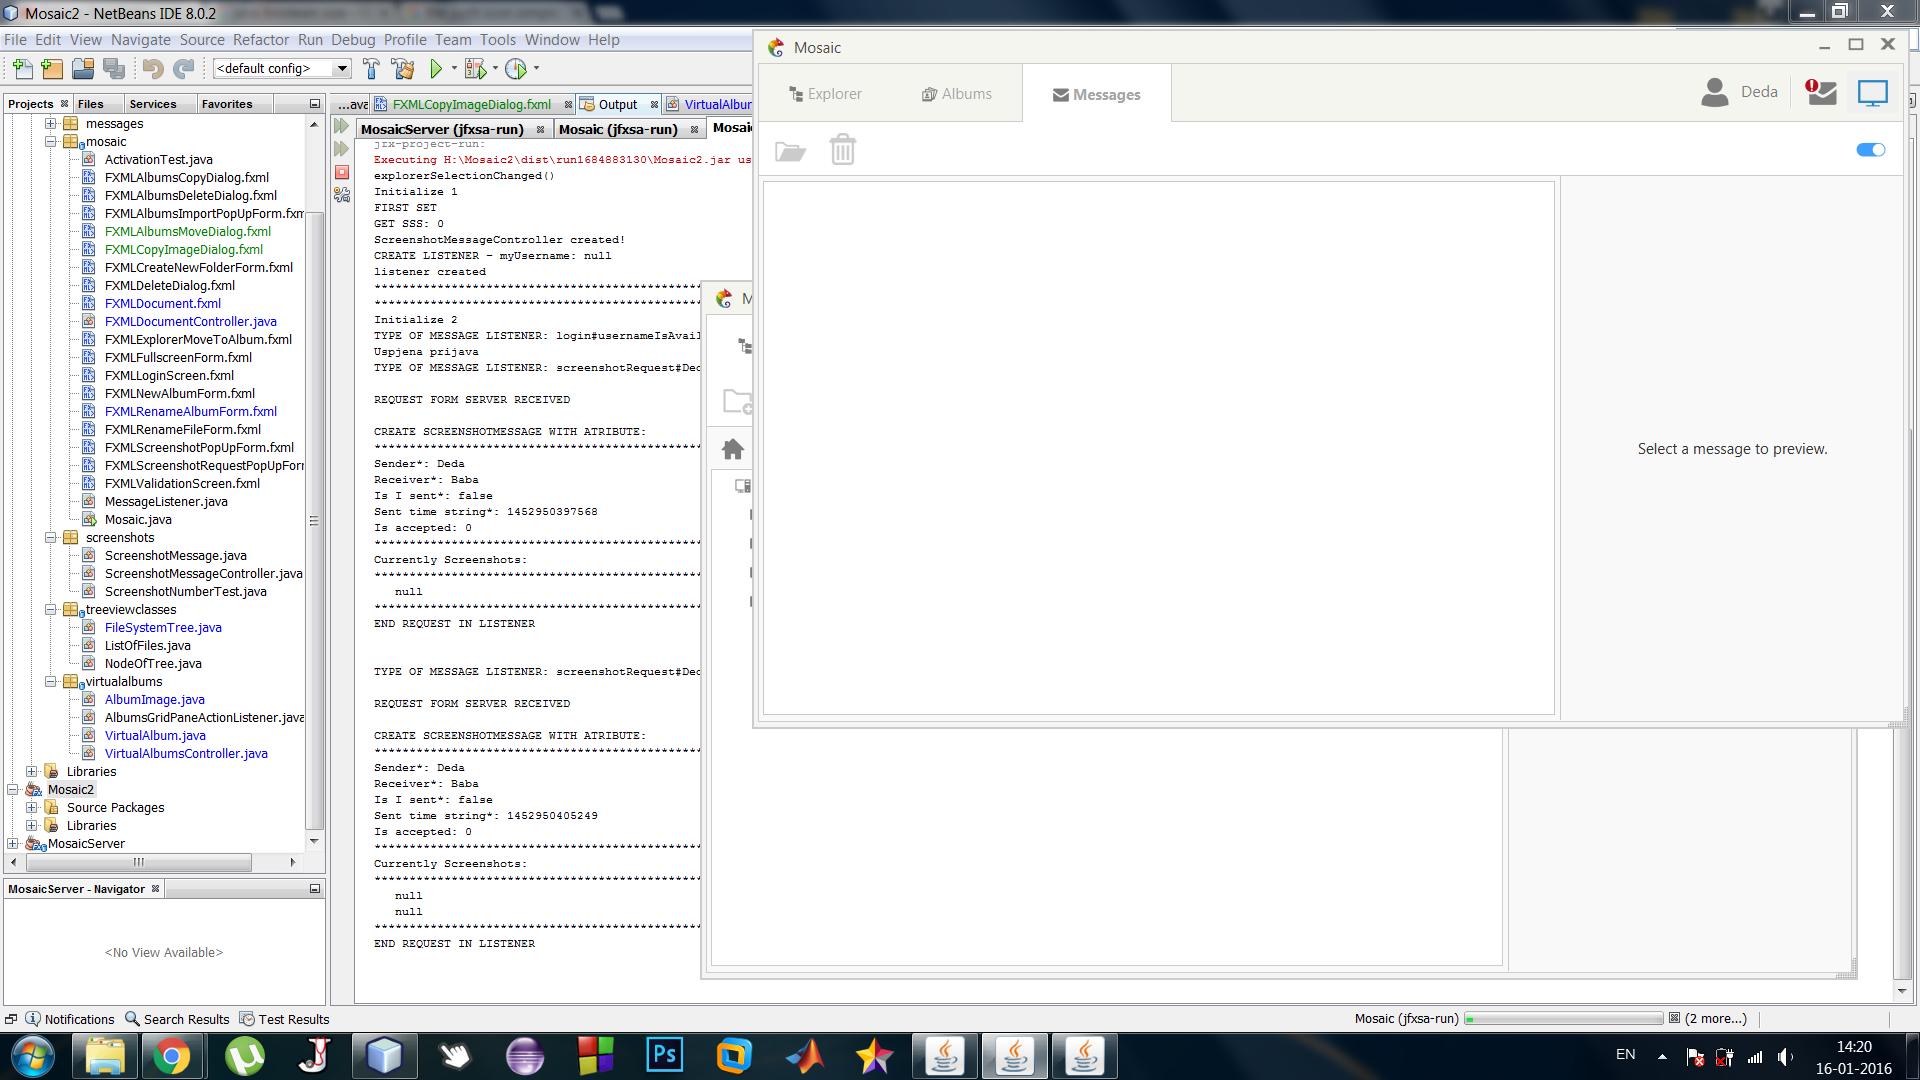 Mosaic2 - NetBeans IDE 8.0.2
File Edit View Navigate Source Refactor Run Debug Profile Team Tools Window Help
<default config>
Projects Files Services Favorites
messages
mosaic
ActivationTest.java
FXMLAlbumsCopyDialog.fxml
FXMLAlbumsDeleteDialog.fxml
FXMLAlbumsImportPopUpForm.fxm
FXMLAlbumsMoveDialog.fxml
FXMLCopyImageDialog.fxml
FXMLCreateNewFolderForm.fxml
FXMLDeleteDialog.fxml
FXMLDocument.fxml
FXMLDocumentController.java
FXMLExplorerMoveToAlbum.fxml
FXMLFullscreenForm.fxml
FXMLLoginScreen.fxml
FXMLNewAlbumForm.fxml
FXMLRenameAlbumForm.fxml
FXMLRenameFileForm.fxml
FXMLScreenshotPopUpForm.fxml
FXMLScreenshotRequestPopUpFor
FXMLValidationScreen.fxml
MessageListener.java
Mosaic.java
screenshots
ScreenshotMessage.java
ScreenshotMessageController.java
ScreenshotNumberTest.java
treeviewclasses
FileSystemTree.java
ListOfFiles.java
NodeOfTree.java
virtualalbums
AlbumImage.java
AlbumsGridPaneActionListener.java
VirtualAlbum.java
VirtualAlbumsController.java
Libraries
Mosaic2
Source Packages
Libraries
MosaicServer
MosaicServer - Navigator
<No View Available>
...ava FXMLCopyImageDialog.fxml Output VirtualAlbum
MosaicServer (jfxsa-run) Mosaic (jfxsa-run) Mosaic
jfx-project-run:
Executing H:\Mosaic2\dist\run1684883130\Mosaic2.jar us
explorerSelectionChanged()
Initialize 1
FIRST SET
GET SSS: 0
ScreenshotMessageController created!
CREATE LISTENER - myUsername: null
listener created
***********************************************
***********************************************
Initialize 2
TYPE OF MESSAGE LISTENER: login#usernameIsAvail
Uspjena prijava
TYPE OF MESSAGE LISTENER: screenshotRequest#Ded
REQUEST FORM SERVER RECEIVED
CREATE SCREENSHOTMESSAGE WITH ATRIBUTE:
***********************************************
Sender*: Deda
Receiver*: Baba
Is I sent*: false
Sent time string*: 1452950397568
Is accepted: 0
***********************************************
Currently Screenshots:
***********************************************
null
***********************************************
END REQUEST IN LISTENER
TYPE OF MESSAGE LISTENER: screenshotRequest#Ded
REQUEST FORM SERVER RECEIVED
CREATE SCREENSHOTMESSAGE WITH ATRIBUTE:
***********************************************
Sender*: Deda
Receiver*: Baba
Is I sent*: false
Sent time string*: 1452950405249
Is accepted: 0
***********************************************
Currently Screenshots:
***********************************************
null
null
***********************************************
END REQUEST IN LISTENER
M
Mosaic
Explorer Albums Messages Deda
Select a message to preview.
Notifications Search Results Test Results
Mosaic (jfxsa-run) (2 more...)
Ps
EN
14:20
16-01-2016